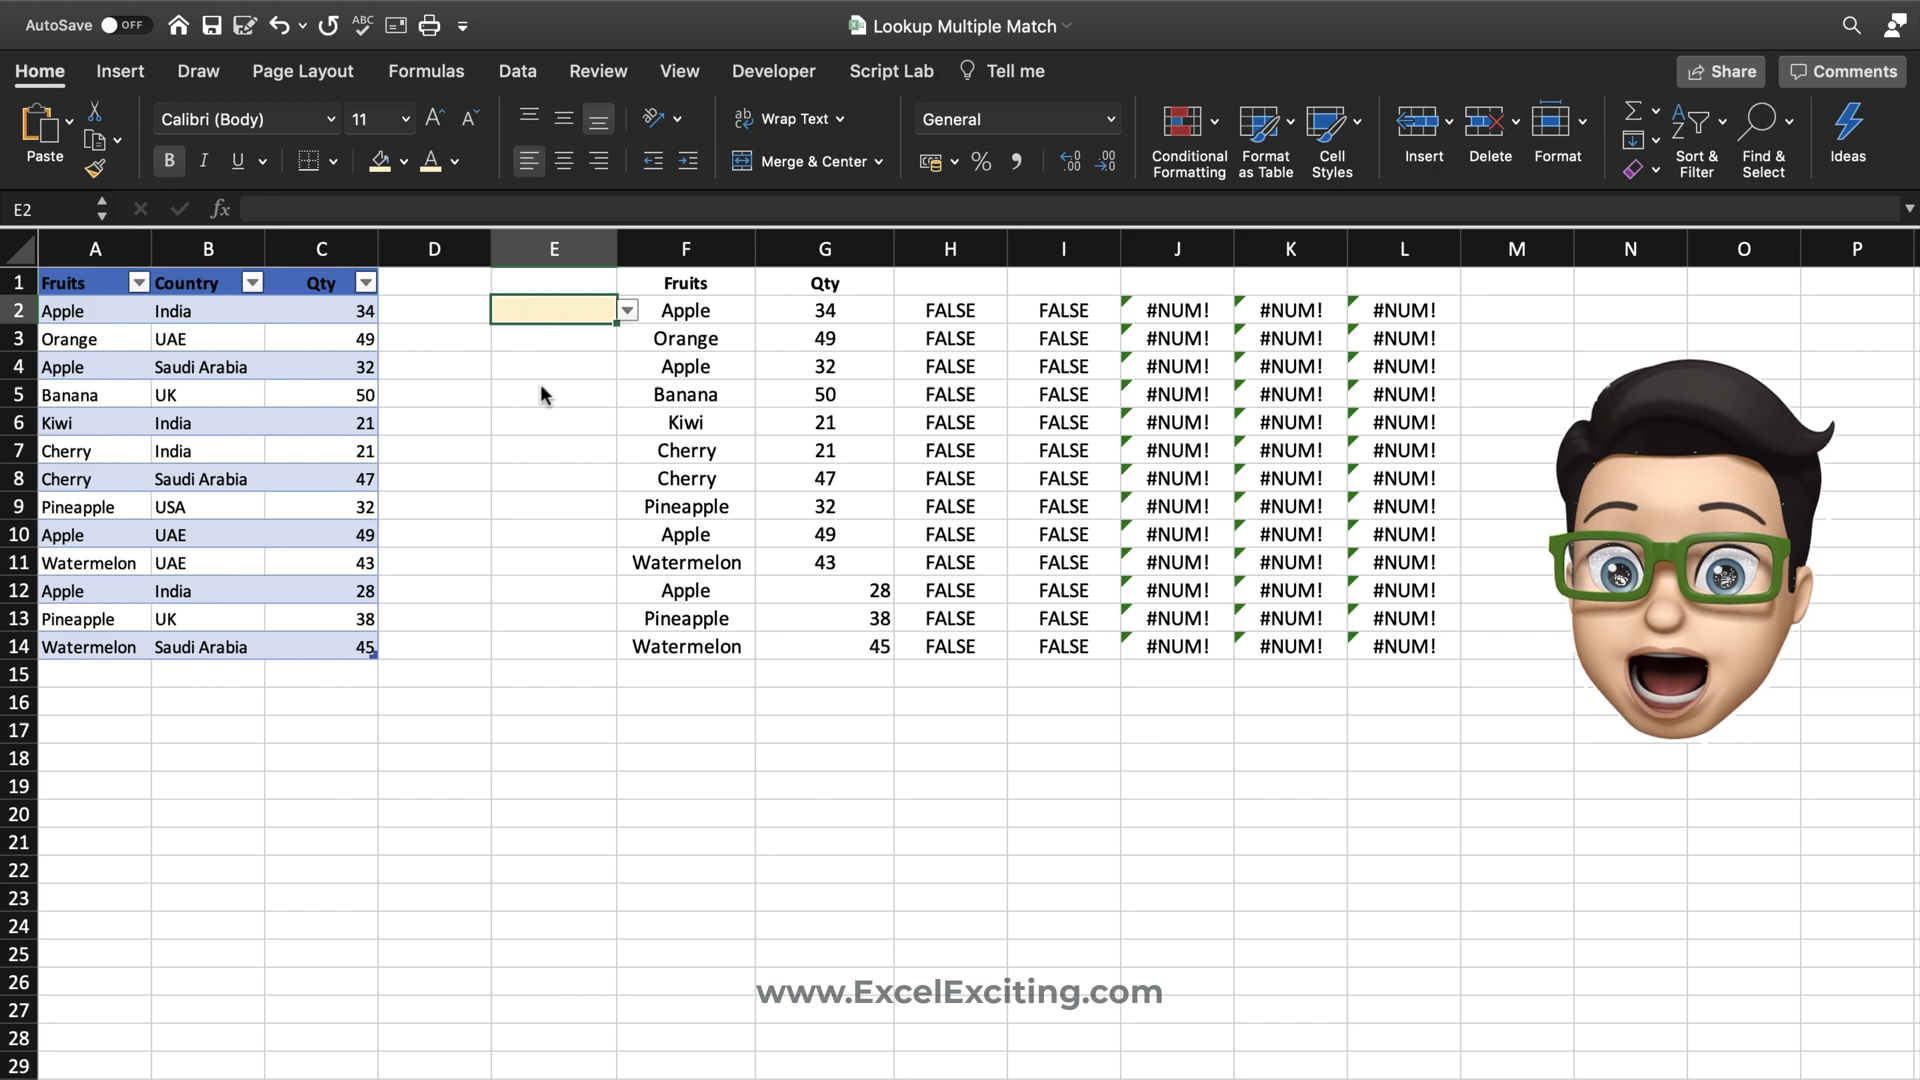 AutoSave OFF ABC Lookup Multiple Match
Home Insert Draw Page Layout Formulas Data Review View Developer Script Lab Tell me Share Comments
Paste Calibri (Body) 11 A A Wrap Text General
B I U A Merge & Center % .00
Conditional Formatting Format as Table Cell Styles Insert Delete Format Sort & Filter Find & Select Ideas
E2 fx
A B C D E F G H I J K L M N O P
1 Fruits Country Qty Fruits Qty
2 Apple India 34 Apple 34 FALSE FALSE #NUM! #NUM! #NUM!
3 Orange UAE 49 Orange 49 FALSE FALSE #NUM! #NUM! #NUM!
4 Apple Saudi Arabia 32 Apple 32 FALSE FALSE #NUM! #NUM! #NUM!
5 Banana UK 50 Banana 50 FALSE FALSE #NUM! #NUM! #NUM!
6 Kiwi India 21 Kiwi 21 FALSE FALSE #NUM! #NUM! #NUM!
7 Cherry India 21 Cherry 21 FALSE FALSE #NUM! #NUM! #NUM!
8 Cherry Saudi Arabia 47 Cherry 47 FALSE FALSE #NUM! #NUM! #NUM!
9 Pineapple USA 32 Pineapple 32 FALSE FALSE #NUM! #NUM! #NUM!
10 Apple UAE 49 Apple 49 FALSE FALSE #NUM! #NUM! #NUM!
11 Watermelon UAE 43 Watermelon 43 FALSE FALSE #NUM! #NUM! #NUM!
12 Apple India 28 Apple 28 FALSE FALSE #NUM! #NUM! #NUM!
13 Pineapple UK 38 Pineapple 38 FALSE FALSE #NUM! #NUM! #NUM!
14 Watermelon Saudi Arabia 45 Watermelon 45 FALSE FALSE #NUM! #NUM! #NUM!
15
16
17
18
19
20
21
22
23
24
25
26 www.ExcelExciting.com
27
28
29